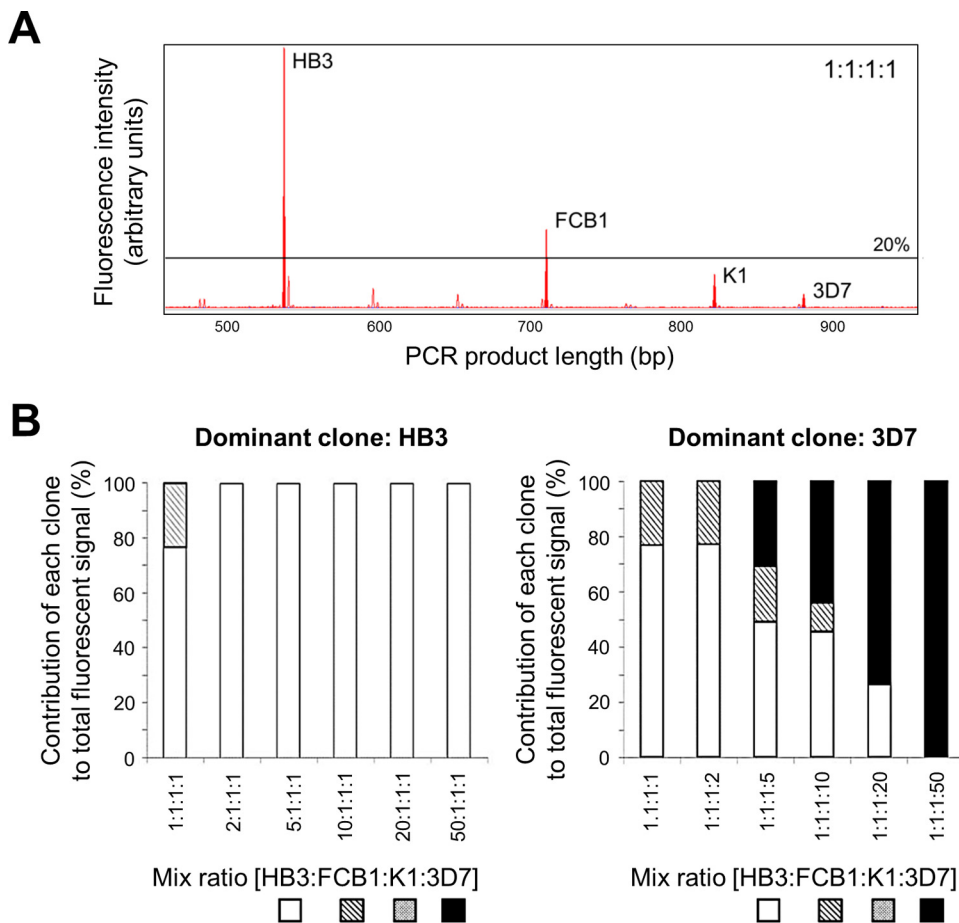 A
Fluorescence intensity
(arbitrary units)
HB3
1:1:1:1
FCB1
20%
K1
3D7
500 600 700 800 900
PCR product length (bp)
B
Dominant clone: HB3
Contribution of each clone
to total fluorescent signal (%)
100
80
60
40
20
0
1:1:1:1
2:1:1:1
5:1:1:1
10:1:1:1
20:1:1:1
50:1:1:1
Mix ratio [HB3:FCB1:K1:3D7]
Dominant clone: 3D7
Contribution of each clone
to total fluorescent signal (%)
100
80
60
40
20
0
1.1:1:1
1:1:1:2
1:1:1:5
1:1:1:10
1:1:1:20
1:1:1:50
Mix ratio [HB3:FCB1:K1:3D7]